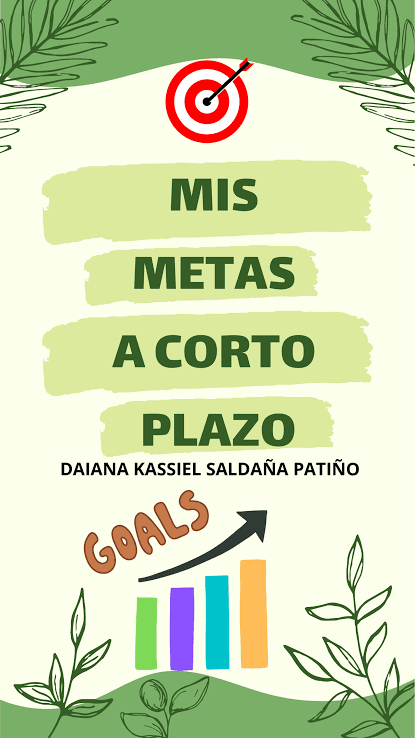 MIS
METAS
A CORTO
PLAZO
DAIANA KASSIEL SALDAÑA PATIÑO
GOALS